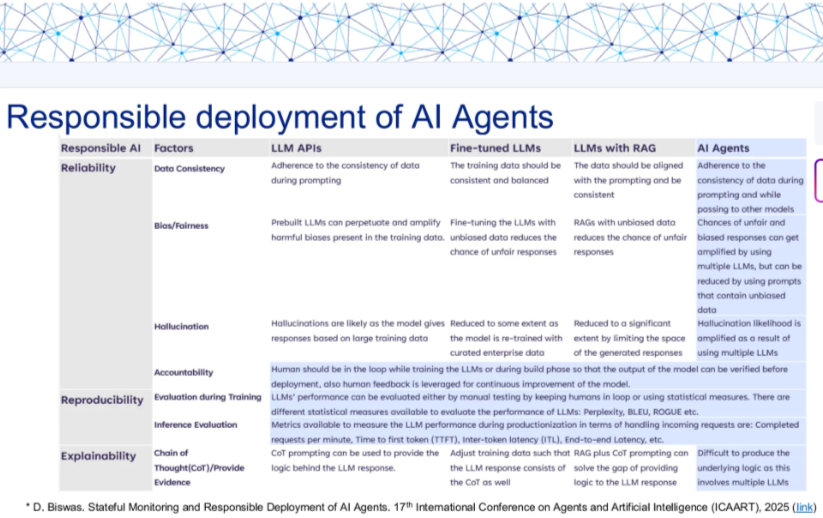 Responsible deployment of AI Agents
Responsible AI Factors LLM APIs Fine-tuned LLMs LLMs with RAG AI Agents
Reliability
Data Consistency
Adherence to the consistency of data
during prompting
The training data should be
consistent and balanced
The data should be aligned
with the prompting and be
consistent
Adherence to the
consistency of data during
prompting and while
passing to other models
Bias/Fairness
Prebuilt LLMs can perpetuate and amplify
harmful biases present in the training data.
Fine-tuning the LLMs with
unbiased data reduces the
chance of unfair responses
RAGs with unbiased data
reduces the chance of unfair
responses
Chances of unfair and
biased responses can get
amplified by using
multiple LLMs, but can be
reduced by using prompts
that contain unbiased
data
Hallucination
Hallucinations are likely as the model gives
responses based on large training data
Reduced to some extent as
the model is re-trained with
curated enterprise data
Reduced to a significant
extent by limiting the space
of the generated responses
Hallucination likelihood is
amplified as a result of
using multiple LLMs
Accountability
Human should be in the loop while training the LLMs or during build phase so that the output of the model can be verified before
deployment, also human feedback is leveraged for continuous improvement of the model.
Reproducibility
Evaluation during Training
LLMs' performance can be evaluated either by manual testing by keeping humans in loop or using statistical measures. There are
different statistical measures available to evaluate the performance of LLMs: Perplexity, BLEU, ROGUE etc.
Inference Evaluation
Metrics available to measure the LLM performance during productionization in terms of handling incoming requests are: Completed
requests per minute, Time to first token (TTFT), Inter-token latency (ITL), End-to-end Latency, etc.
Explainability
Chain of
Thought(CoT)/Provide
Evidence
CoT prompting can be used to provide the
logic behind the LLM response.
Adjust training data such that
the LLM response consists of
the CoT as well
RAG plus CoT prompting can
solve the gap of providing
logic to the LLM response
Difficult to produce the
underlying logic as this
involves multiple LLMs
* D. Biswas. Stateful Monitoring and Responsible Deployment of AI Agents. 17th International Conference on Agents and Artificial Intelligence (ICAART), 2025 (link)